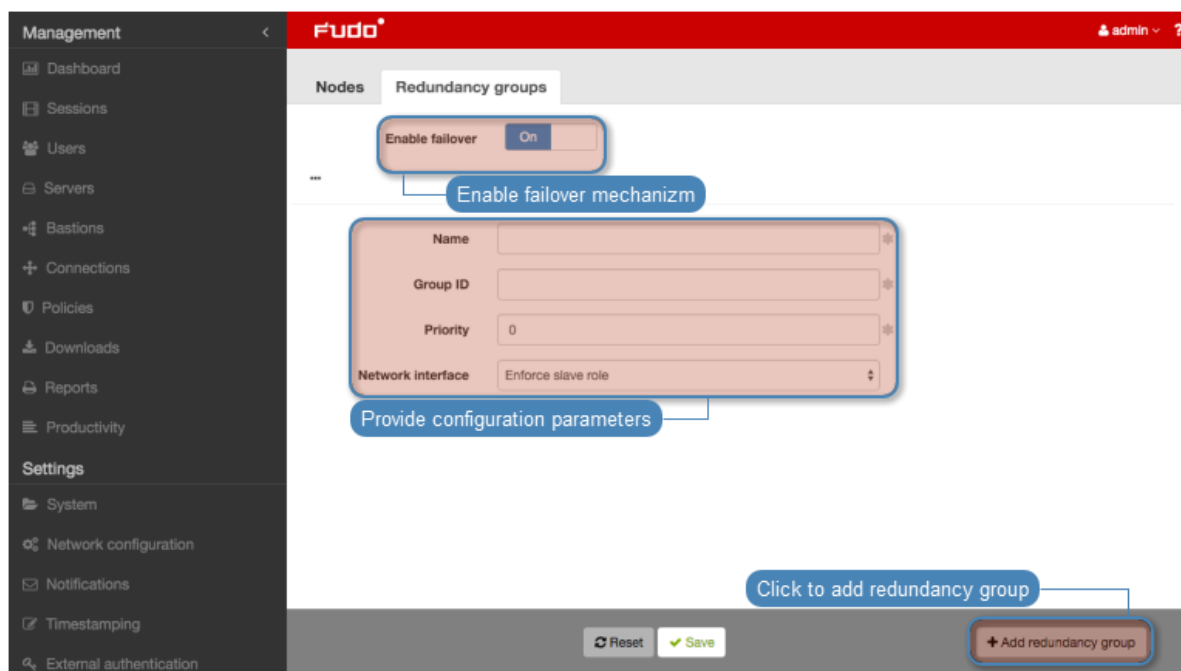 Management
FUDO
admin
?
Dashboard
Sessions
Users
Servers
Bastions
Connections
Policies
Downloads
Reports
Productivity
Settings
System
Network configuration
Notifications
Timestamping
External authentication
Nodes
Redundancy groups
Enable failover
On
...
Enable failover mechanizm
Name
Group ID
Priority
0
Network interface
Enforce slave role
Provide configuration parameters
Click to add redundancy group
Reset
Save
+ Add redundancy group